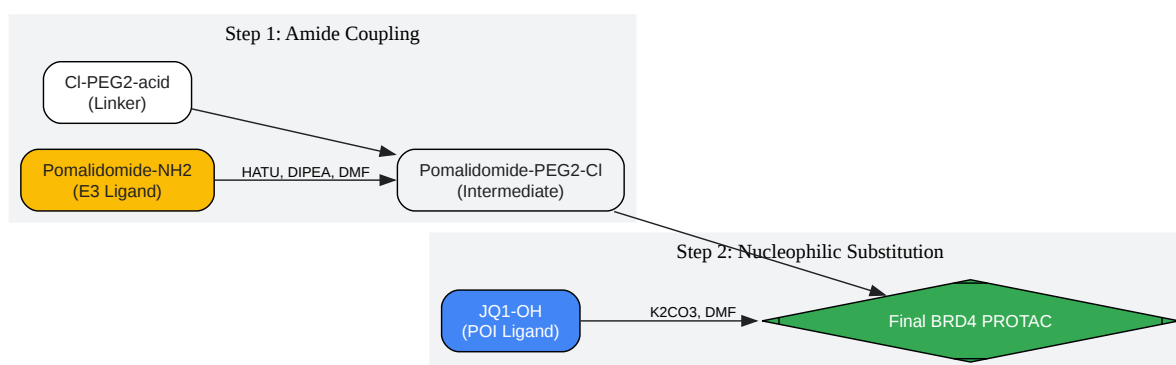 Step 1: Amide Coupling
Cl-PEG2-acid
(Linker)
Pomalidomide-NH2
(E3 Ligand)
HATU, DIPEA, DMF
Pomalidomide-PEG2-Cl
(Intermediate)
Step 2: Nucleophilic Substitution
JQ1-OH
(POI Ligand)
K2CO3, DMF
Final BRD4 PROTAC